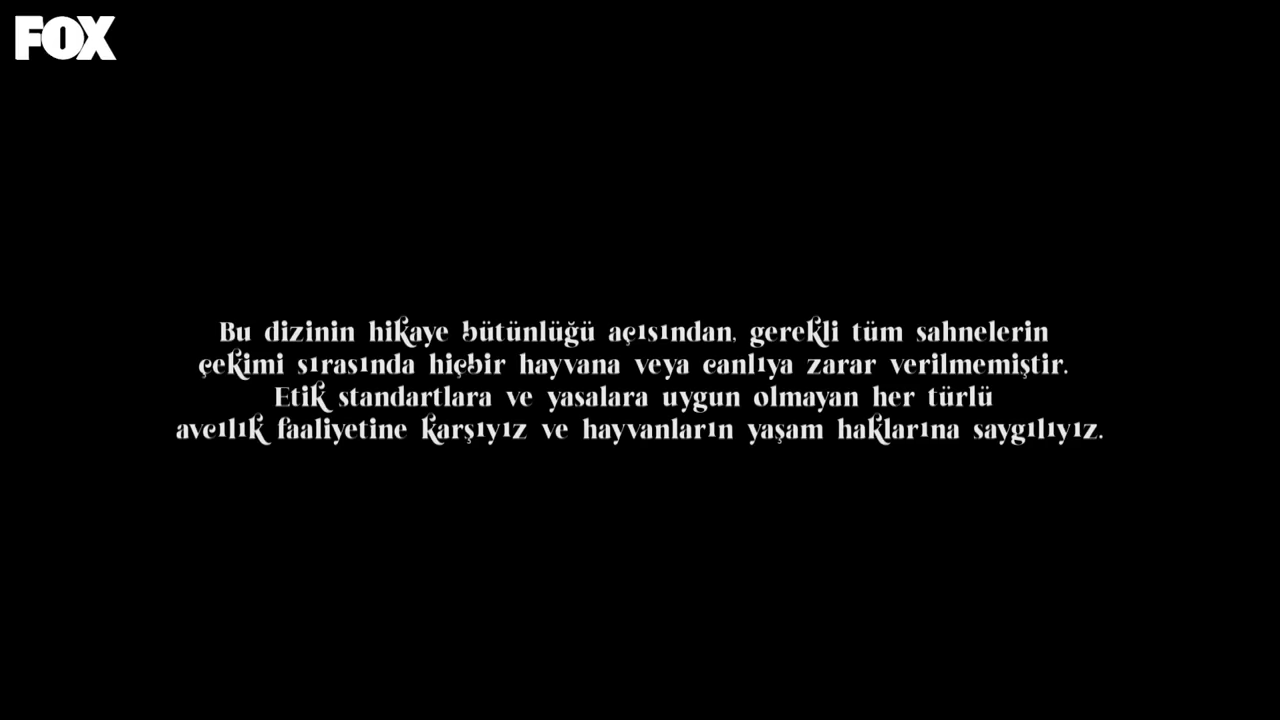 FOX
Bu dizinin hikaye bütünlüğü açısından, gerekli tüm sahnelerin
çekimi sırasında hiçbir hayvana veya canlıya zarar verilmemiştir.
Etik standartlara ve yasalara uygun olmayan her türlü
avcılık faaliyetine karşıyız ve hayvanların yaşam haklarına saygılıyız.